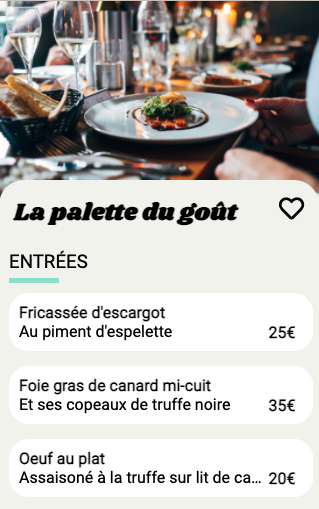 La palette du goût
ENTRÉES
Fricassée d'escargot
Au piment d'espelette
25€
Foie gras de canard mi-cuit
Et ses copeaux de truffe noire
35€
Oeuf au plat
Assaisoné à la truffe sur lit de ca...
20€